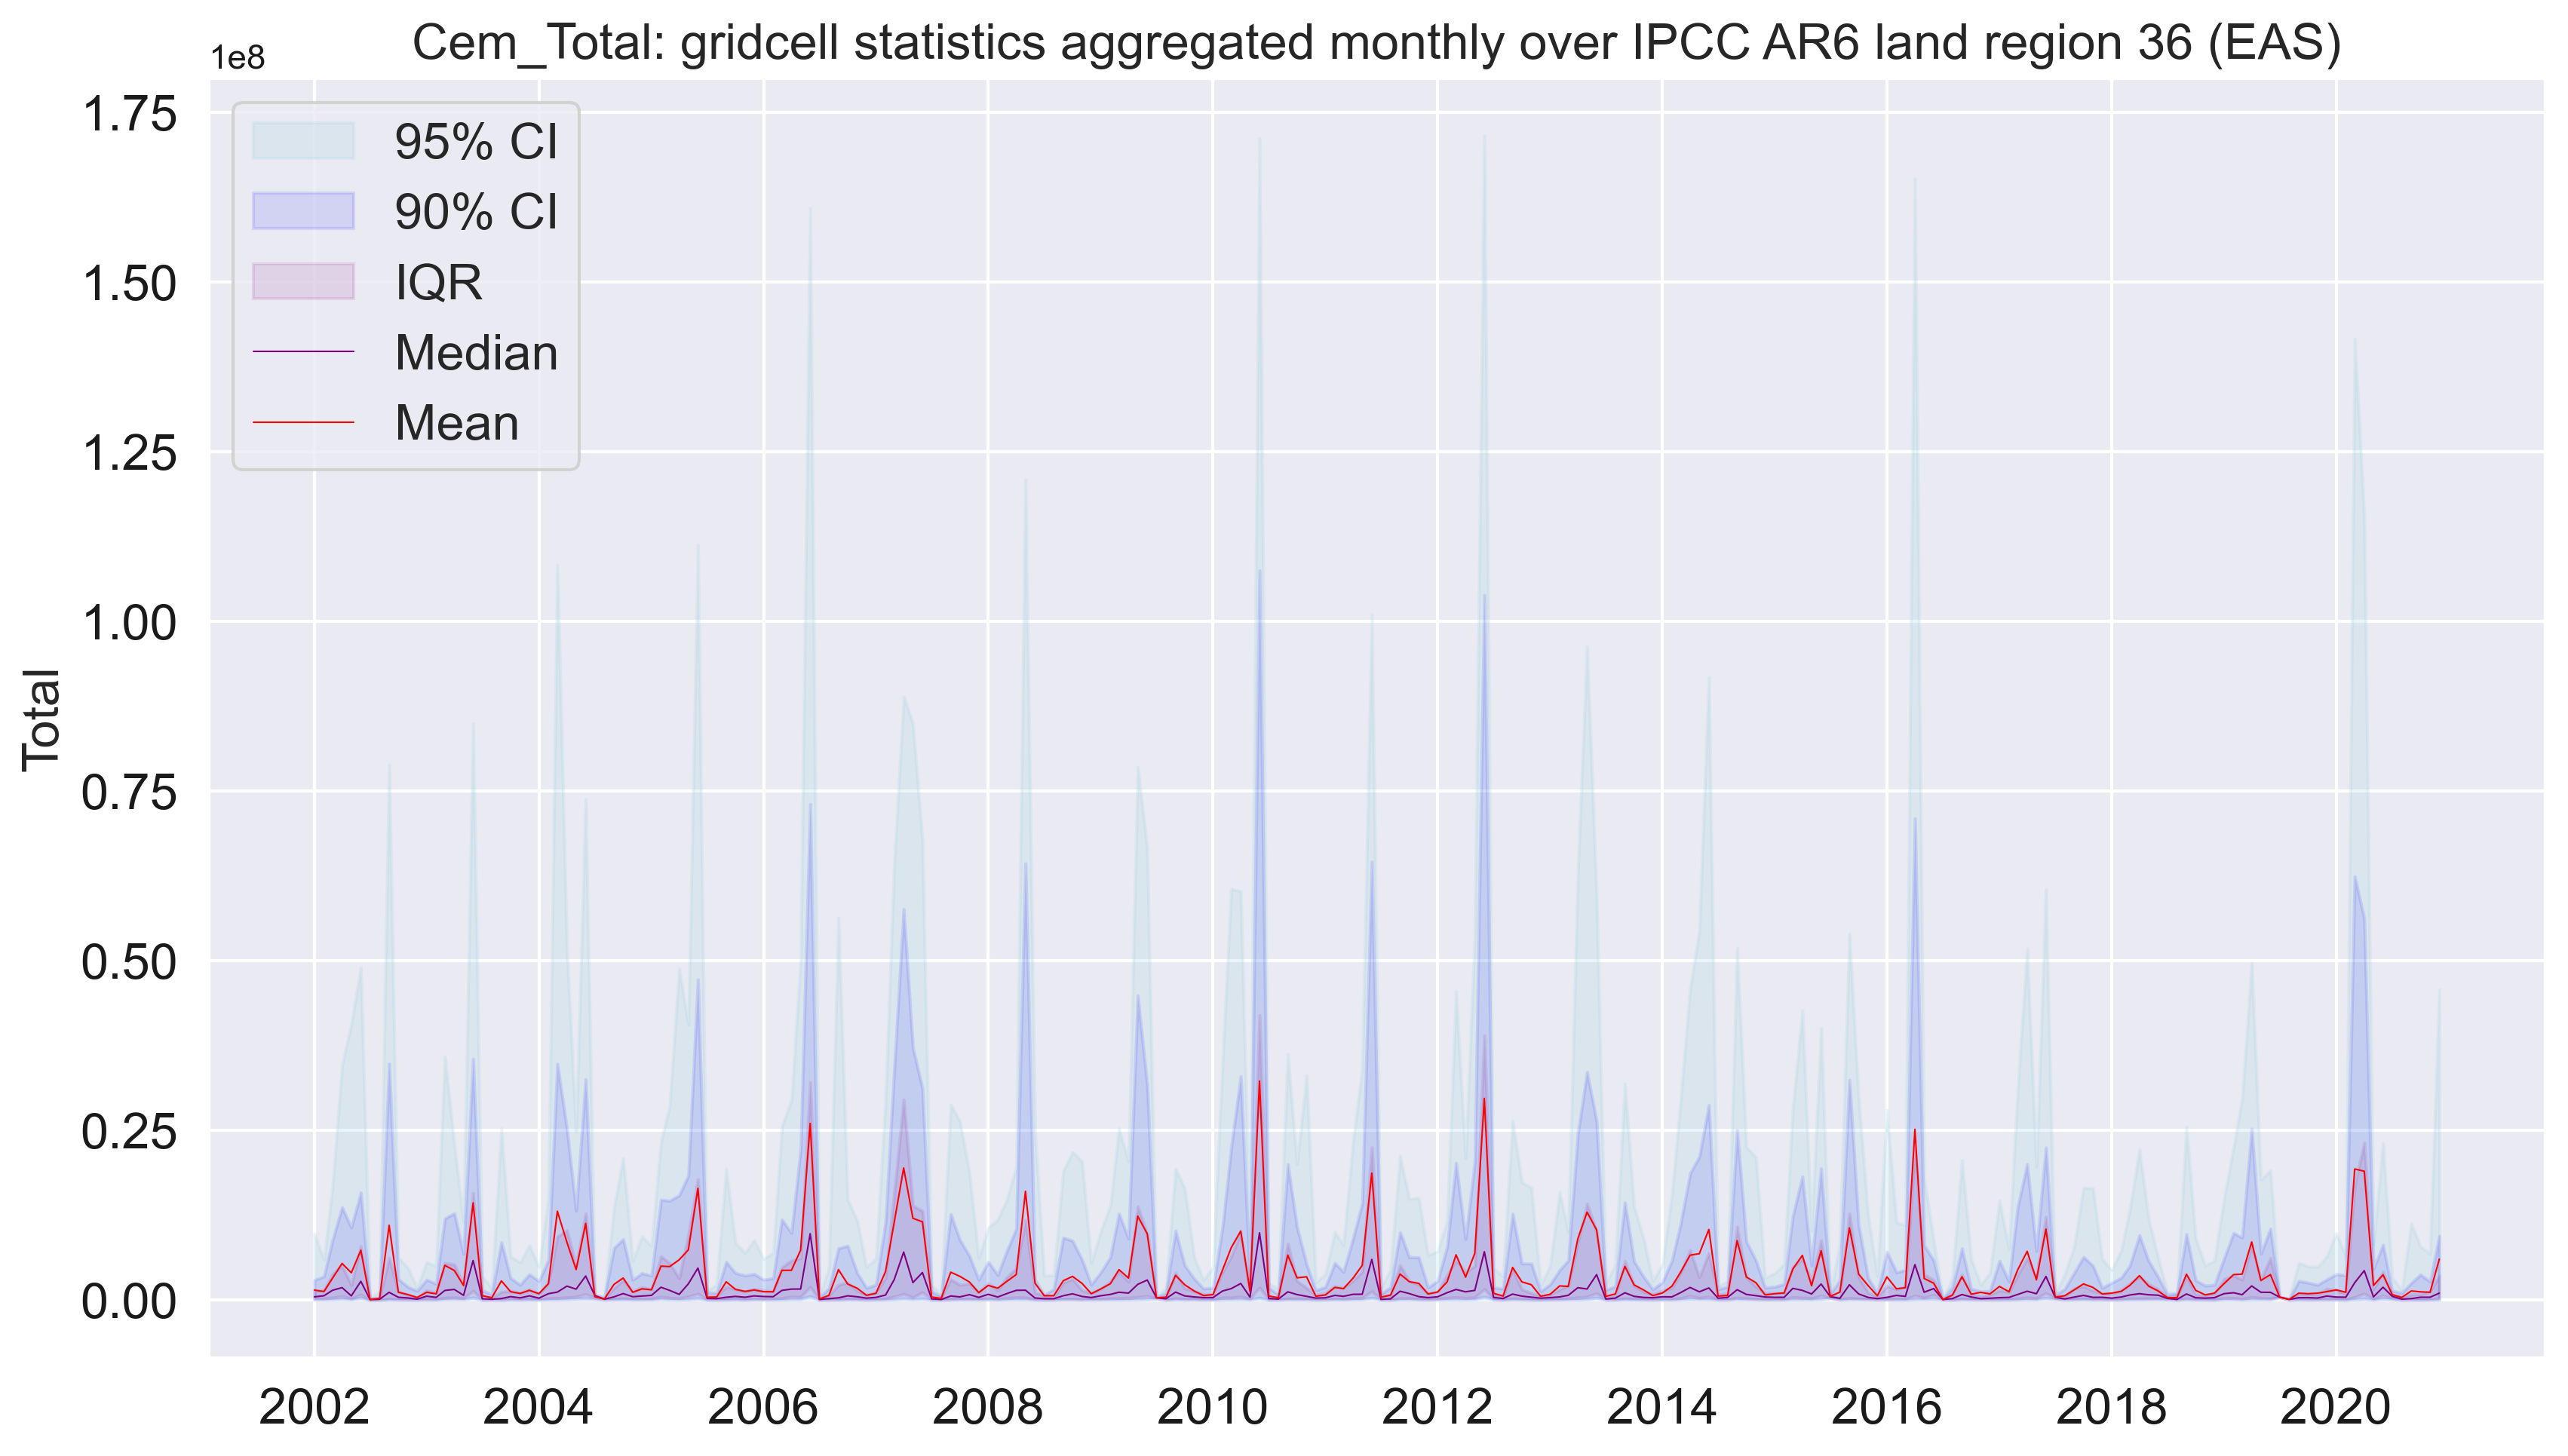 Cem_Total: gridcell statistics aggregated monthly over IPCC AR6 land region 36 (EAS)
1e8
1.75
1.50
1.25
1.00
0.75
0.50
0.25
0.00
Total
95% CI
90% CI
IQR
Median
Mean
2002 2004 2006 2008 2010 2012 2014 2016 2018 2020